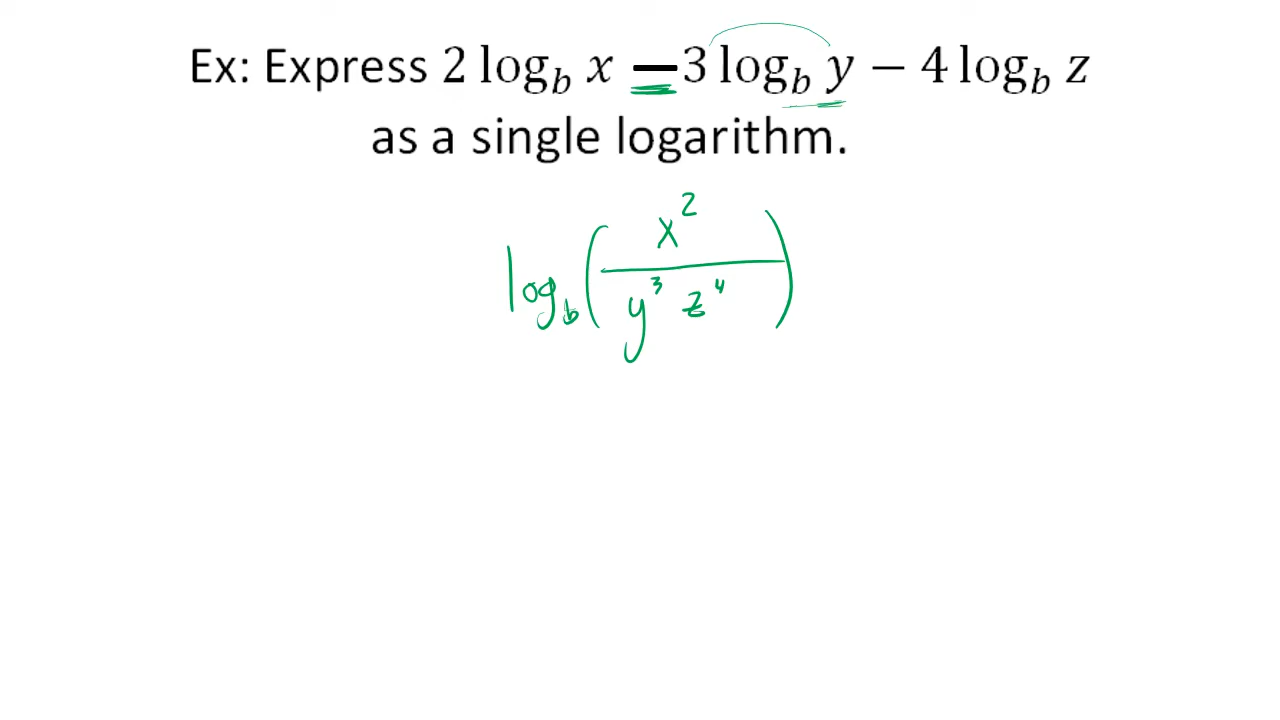 Ex: Express 2 log_b x − 3 log_b y − 4 log_b z
as a single logarithm.
log_b (x^2 / y^3 z^4)